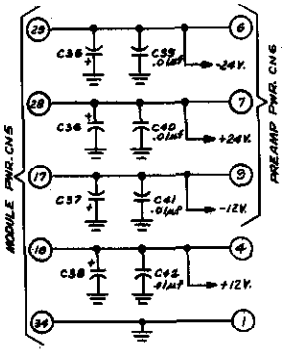 29
6
C35
+
C39
.01μf
-24V.
28
7
+
C36
C40
.01μf
+24V.
17
9
C37
+
C41
.01μf
-12V.
18
4
+
C38
C42
.01μf
+12V.
34
1
MODULE PWR. CN5
PREAMP PWR. CN6